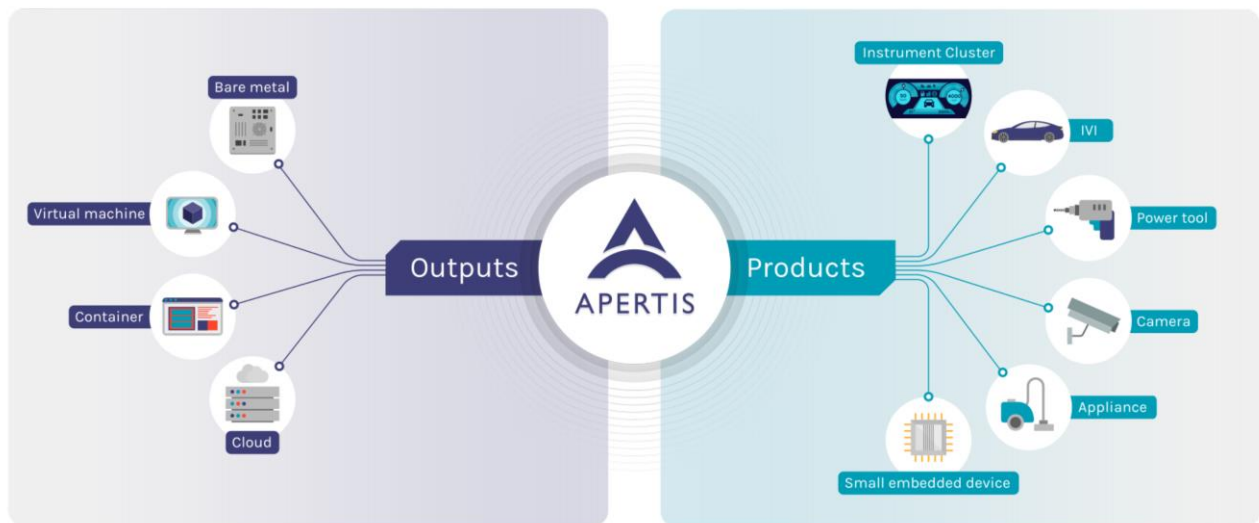 Bare metal
Virtual machine
Container
Cloud
Outputs
APERTIS
Products
Instrument Cluster
IVI
Power tool
Camera
Appliance
Small embedded device